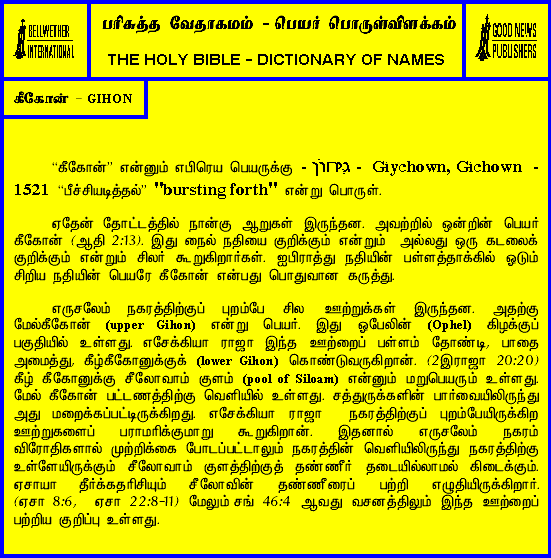 BELLWETHER
INTERNATIONAL
பரிசுத்த வேதாகமம் - பெயர் பொருள்விளக்கம்
THE HOLY BIBLE - DICTIONARY OF NAMES
GOOD NEWS
PUBLISHERS
கீகோன் - GIHON
“கீகோன்” என்னும் எபிரெய பெயருக்கு - גיחון - Giychown, Gichown -
1521 “பீச்சியடித்தல்” "bursting forth" என்று பொருள்.
ஏதேன் தோட்டத்தில் நான்கு ஆறுகள் இருந்தன. அவற்றில் ஒன்றின் பெயர்
கீகோன் (ஆதி 2:13). இது நைல் நதியை குறிக்கும் என்றும் அல்லது ஒரு கடலைக்
குறிக்கும் என்றும் சிலர் கூறுகிறார்கள். ஐபிராத்து நதியின் பள்ளத்தாக்கில் ஓடும்
சிறிய நதியின் பெயரே கீகோன் என்பது பொதுவான கருத்து.
எருசலேம் நகரத்திற்குப் புறம்பே சில ஊற்றுக்கள் இருந்தன. அதற்கு
மேல்கீகோன் (upper Gihon) என்று பெயர். இது ஓபேலின் (Ophel) கிழக்குப்
பகுதியில் உள்ளது. எசேக்கியா ராஜா இந்த ஊற்றைப் பள்ளம் தோண்டி, பாதை
அமைத்து, கீழ்கீகோனுக்குக் (lower Gihon) கொண்டுவருகிறான். (2இராஜா 20:20)
கீழ் கீகோனுக்கு சீலோவாம் குளம் (pool of Siloam) என்னும் மறுபெயரும் உள்ளது.
மேல் கீகோன் பட்டணத்திற்கு வெளியில் உள்ளது. சத்துருக்களின் பார்வையிலிருந்து
அது மறைக்கப்பட்டிருக்கிறது. எசேக்கியா ராஜா நகரத்திற்குப் புறம்பேயிருக்கிற
ஊற்றுகளைப் பராமரிக்குமாறு கூறுகிறான். இதனால் எருசலேம் நகரம்
விரோதிகளால் முற்றிக்கை போடப்பட்டாலும் நகரத்தின் வெளியிலிருந்து நகரத்திற்கு
உள்ளேயிருக்கும் சீலோவாம் குளத்திற்குத் தண்ணீர் தடையில்லாமல் கிடைக்கும்.
ஏசாயா தீர்க்கதரிசியும் சீலோவின் தண்ணீரைப் பற்றி எழுதியிருக்கிறார்.
(ஏசா 8:6, ஏசா 22:8-11) மேலும் சங் 46:4 ஆவது வசனத்திலும் இந்த ஊற்றைப்
பற்றிய குறிப்பு உள்ளது.